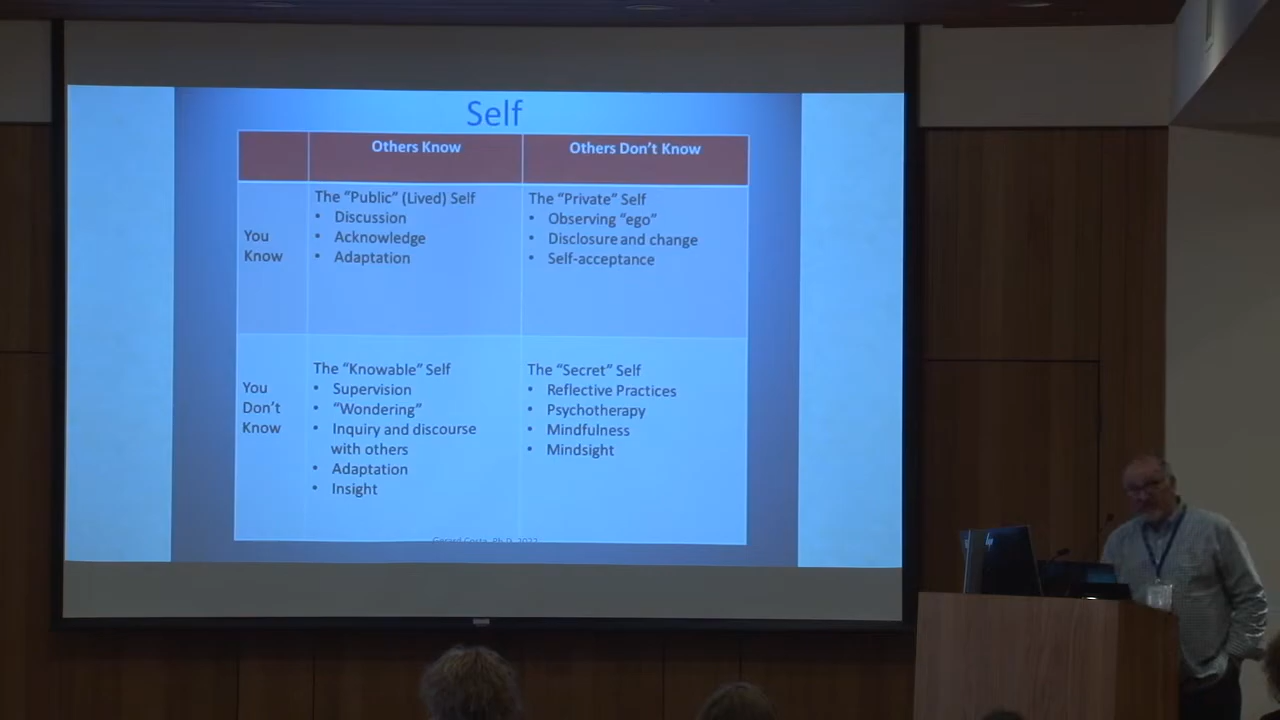 Self
Others Know
Others Don't Know
You
Know
The "Public" (Lived) Self
• Discussion
• Acknowledge
• Adaptation
The "Private" Self
• Observing "ego"
• Disclosure and change
• Self-acceptance
You
Don't
Know
The "Knowable" Self
• Supervision
• "Wondering"
• Inquiry and discourse
with others
• Adaptation
• Insight
The "Secret" Self
• Reflective Practices
• Psychotherapy
• Mindfulness
• Mindsight
hp